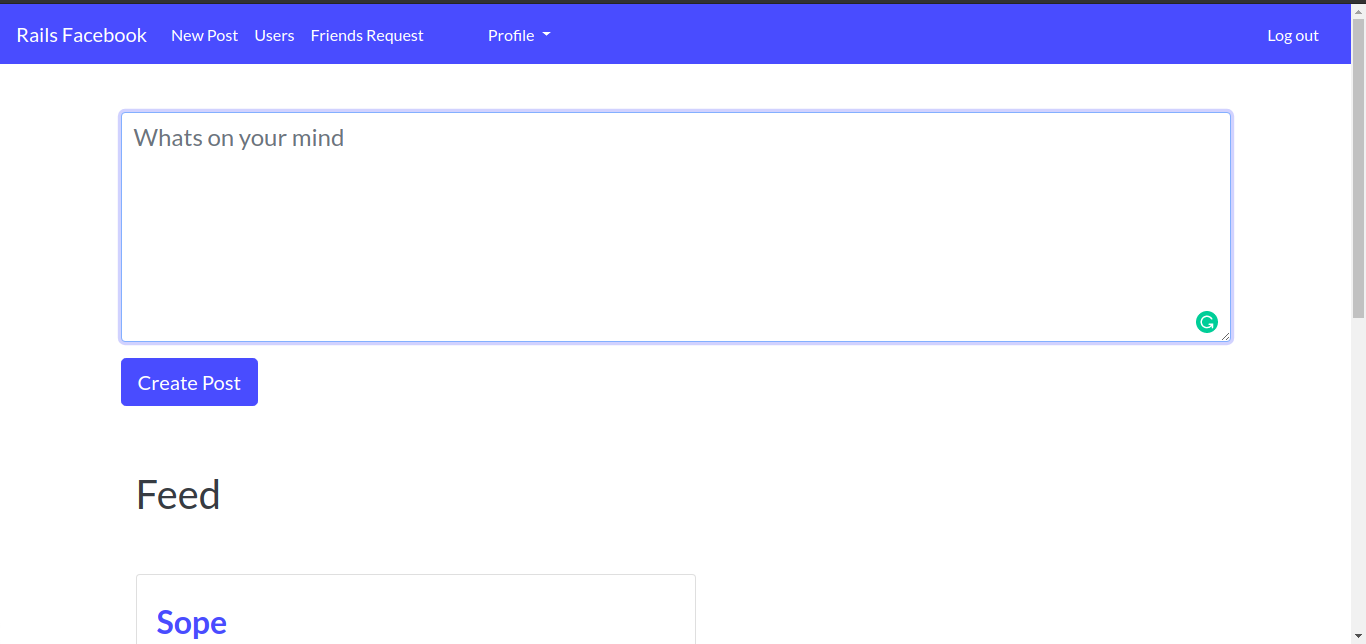 Rails Facebook New Post Users Friends Request Profile Log out
Whats on your mind
Create Post
Feed
Sope